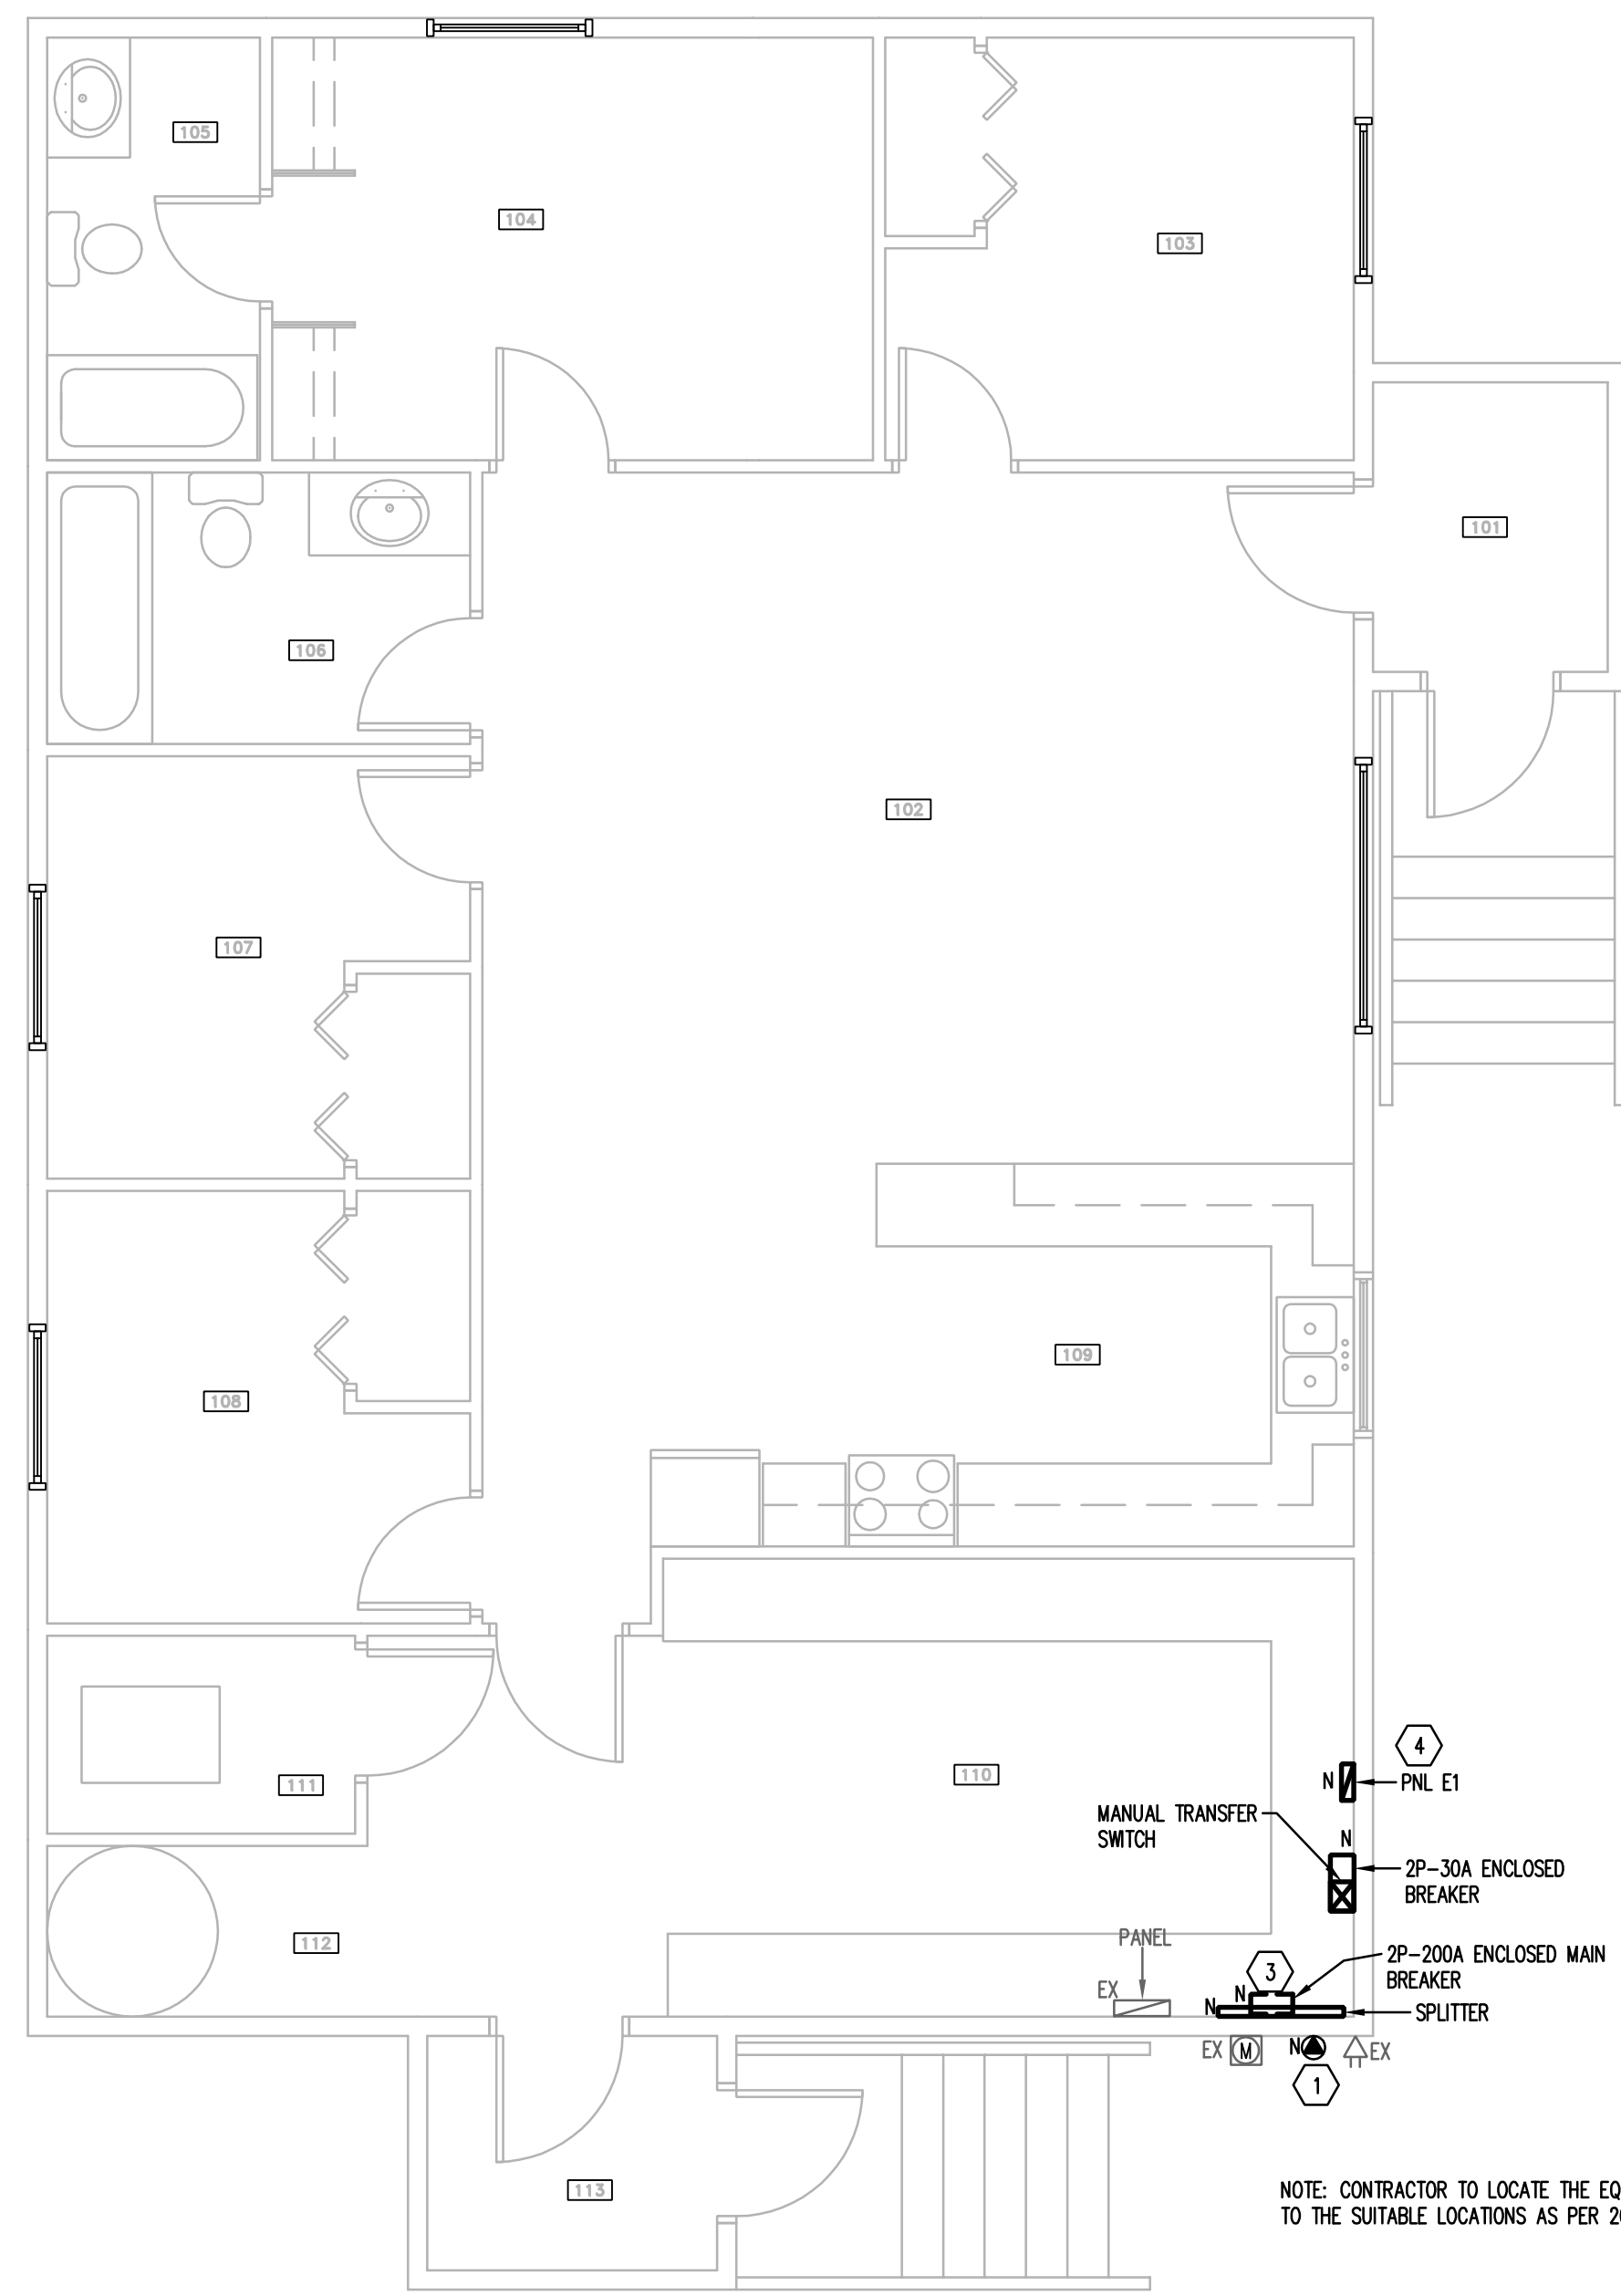 105
104
103
101
106
102
107
109
108
4
N
PNL E1
110
111
MANUAL TRANSFER
SWITCH
N
2P-30A ENCLOSED
BREAKER
112
PANEL
EX
2P-200A ENCLOSED MAIN
BREAKER
3
N
N
SPLITTER
EX
M
N
EX
1
113
NOTE: CONTRACTOR TO LOCATE THE
TO THE SUITABLE LOCATIONS AS PER